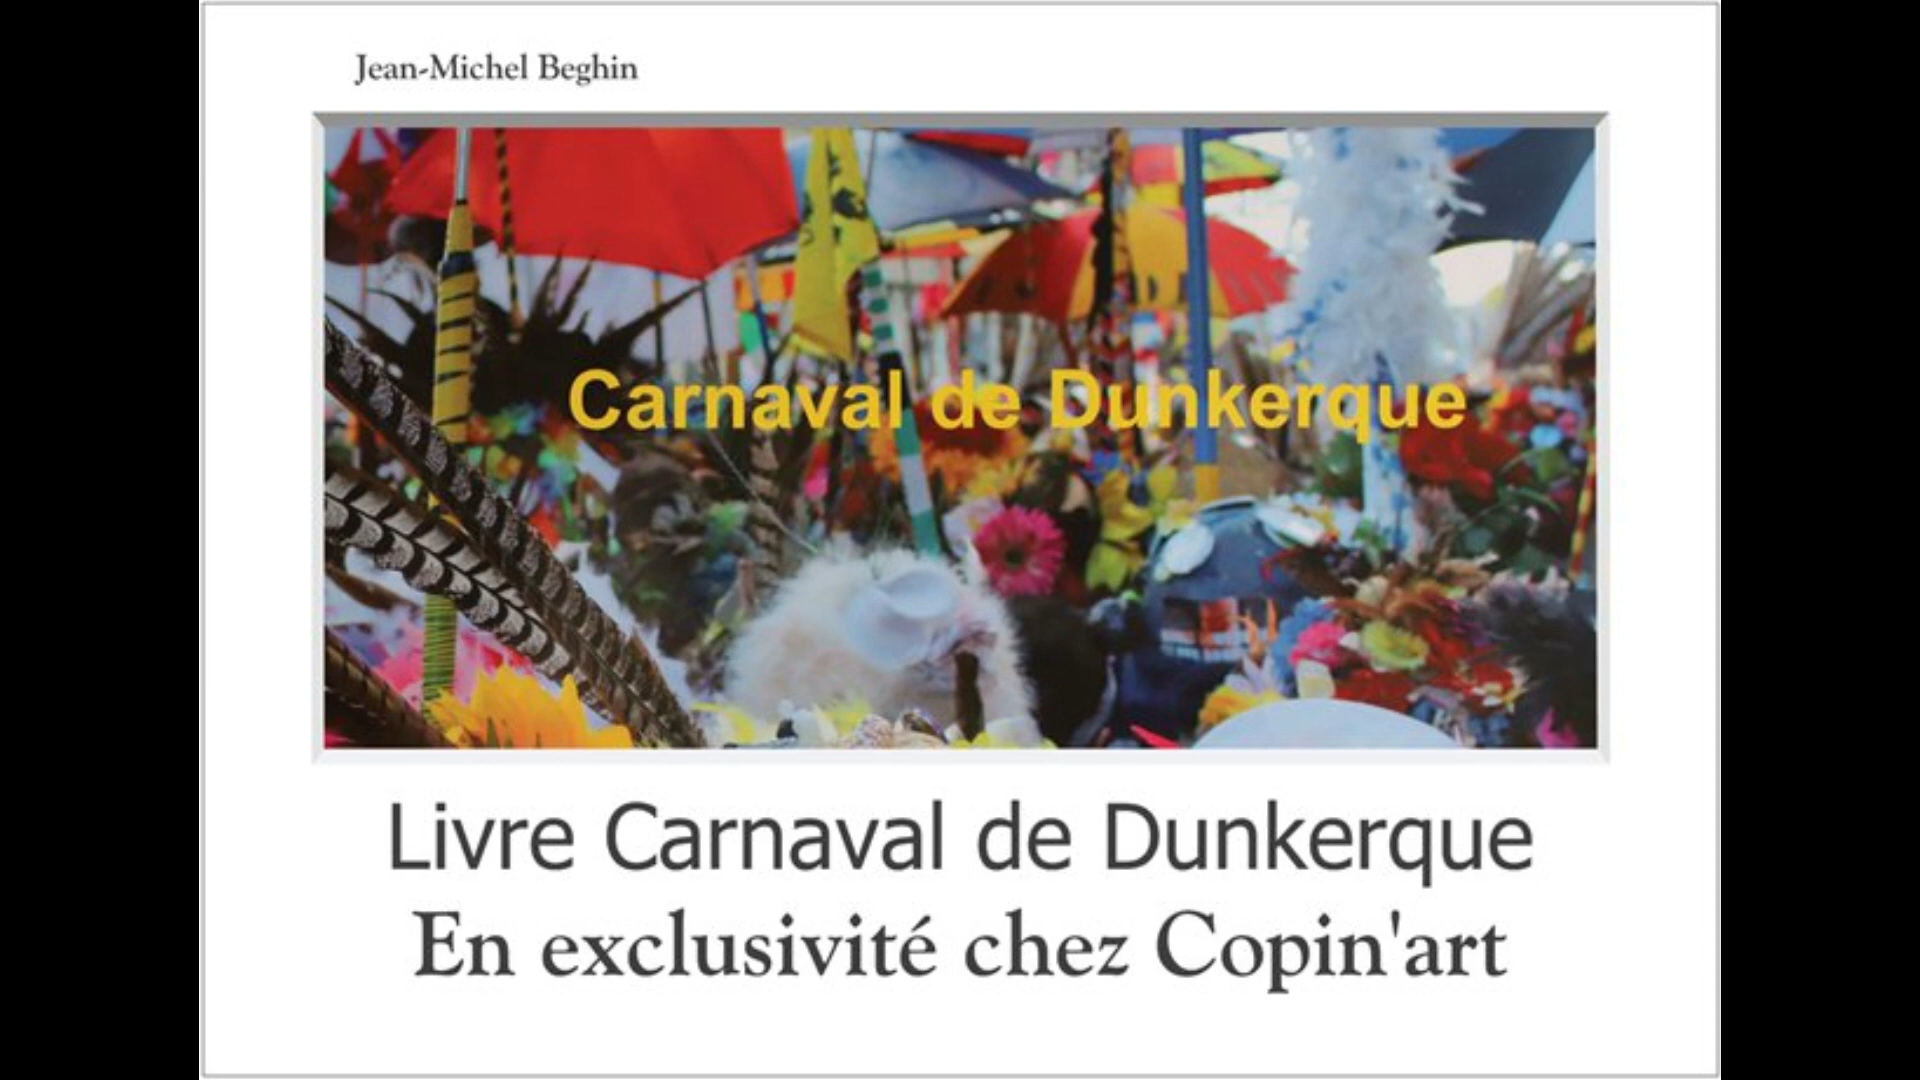 Jean-Michel Beghin
Carnaval de Dunkerque
Livre Carnaval de Dunkerque
En exclusivité chez Copin'art